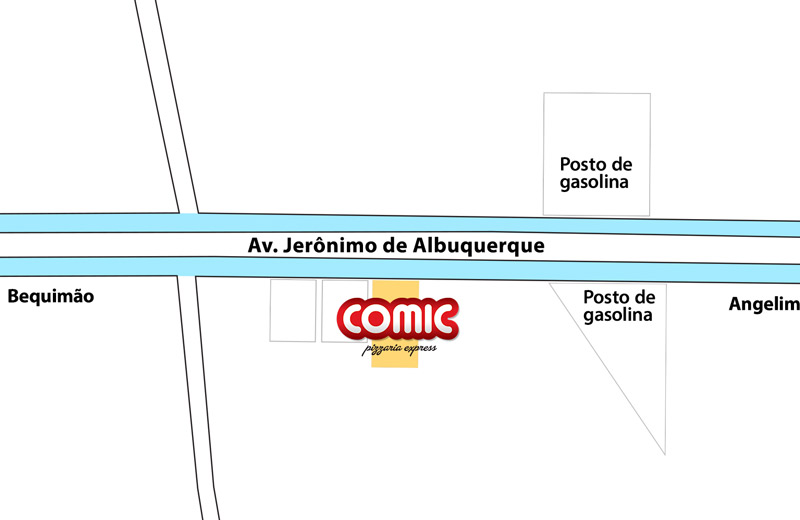 Posto de
gasolina
Av. Jerônimo de Albuquerque
Bequimão
Posto de
gasolina
Angelim
COMIC
pizzaria express